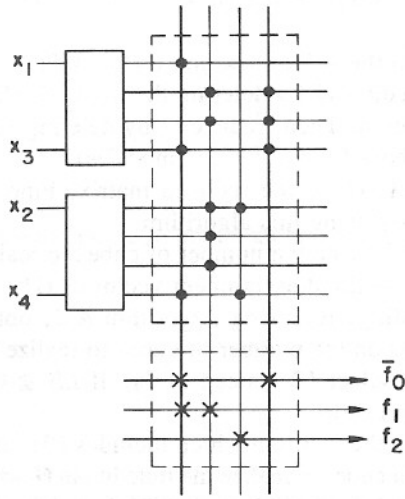 x₁
x₃
x₂
x₄
f̅₀
f₁
f₂